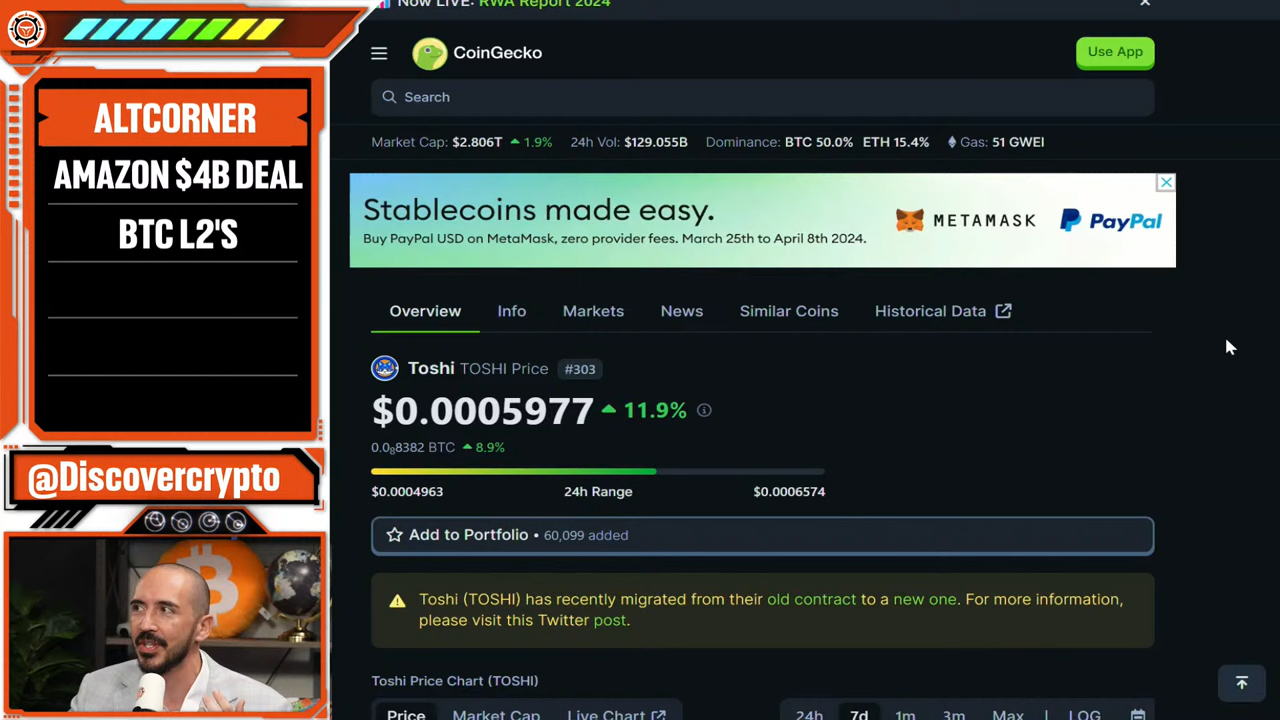 ALTCORNER
AMAZON $4B DEAL
BTC L2'S
@Discovercrypto
Now LIVE: RWA Report 2024
CoinGecko
Use App
Search
Market Cap: $2.806T 1.9% 24h Vol: $129.055B Dominance: BTC 50.0% ETH 15.4% Gas: 51 GWEI
Stablecoins made easy.
Buy PayPal USD on MetaMask, zero provider fees. March 25th to April 8th 2024.
METAMASK PayPal
Overview Info Markets News Similar Coins Historical Data
Toshi TOSHI Price #303
$0.0005977 11.9%
0.0₈8382 BTC 8.9%
$0.0004963 24h Range $0.0006574
Add to Portfolio • 60,099 added
Toshi (TOSHI) has recently migrated from their old contract to a new one. For more information,
please visit this Twitter post.
Toshi Price Chart (TOSHI)
Price Market Cap Live Chart 24h 7d 1m 3m Max LOG